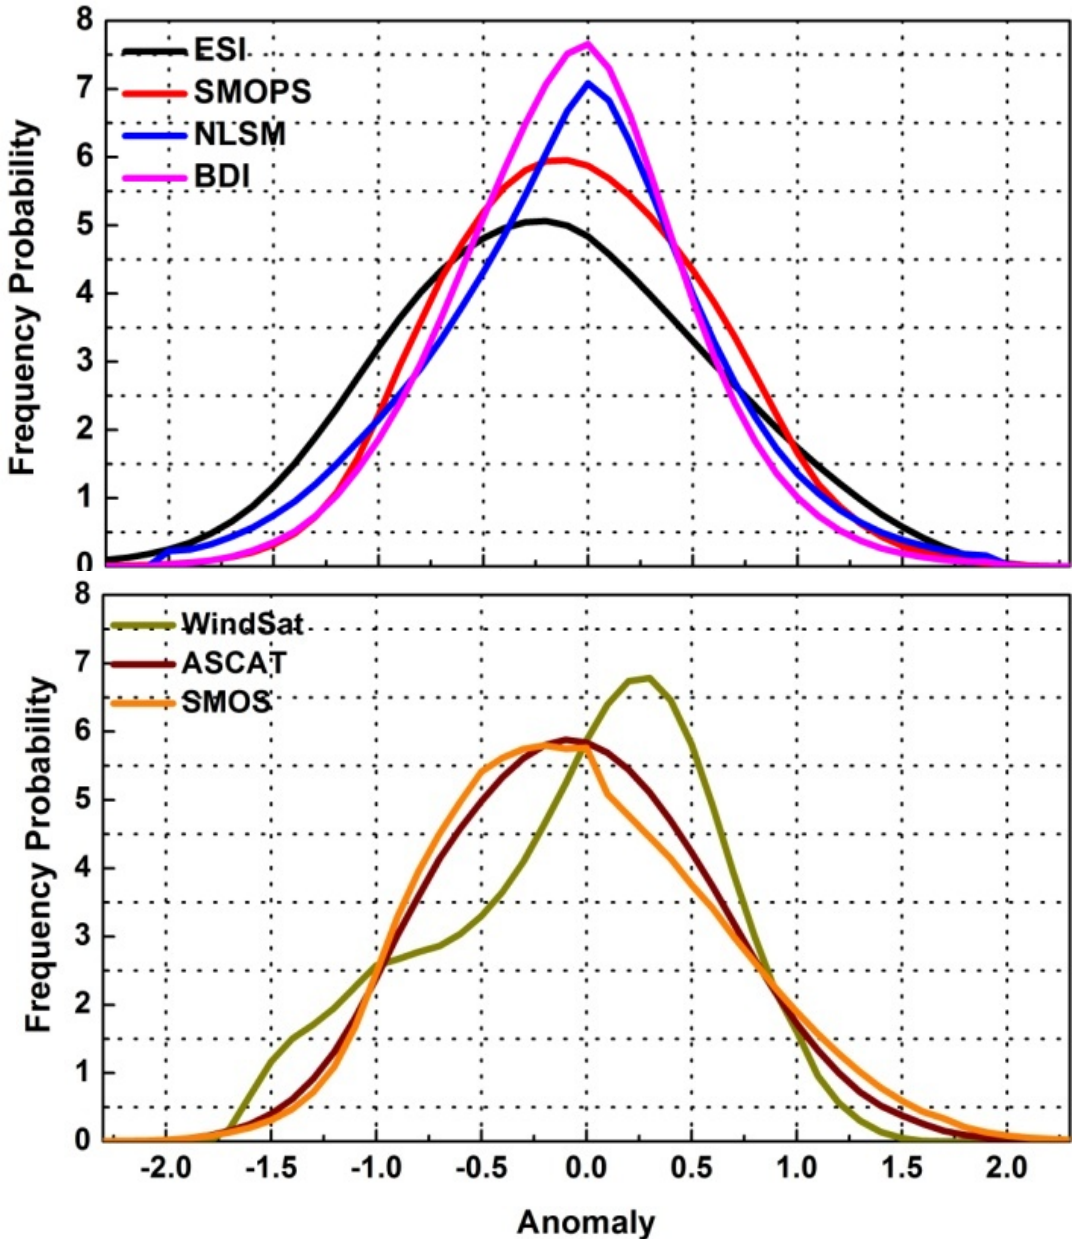 8
7
6
5
4
3
2
1
0
Frequency Probability
ESI
SMOPS
NLSM
BDI
8
7
6
5
4
3
2
1
0
Frequency Probability
WindSat
ASCAT
SMOS
-2.0 -1.5 -1.0 -0.5 0.0 0.5 1.0 1.5 2.0
Anomaly